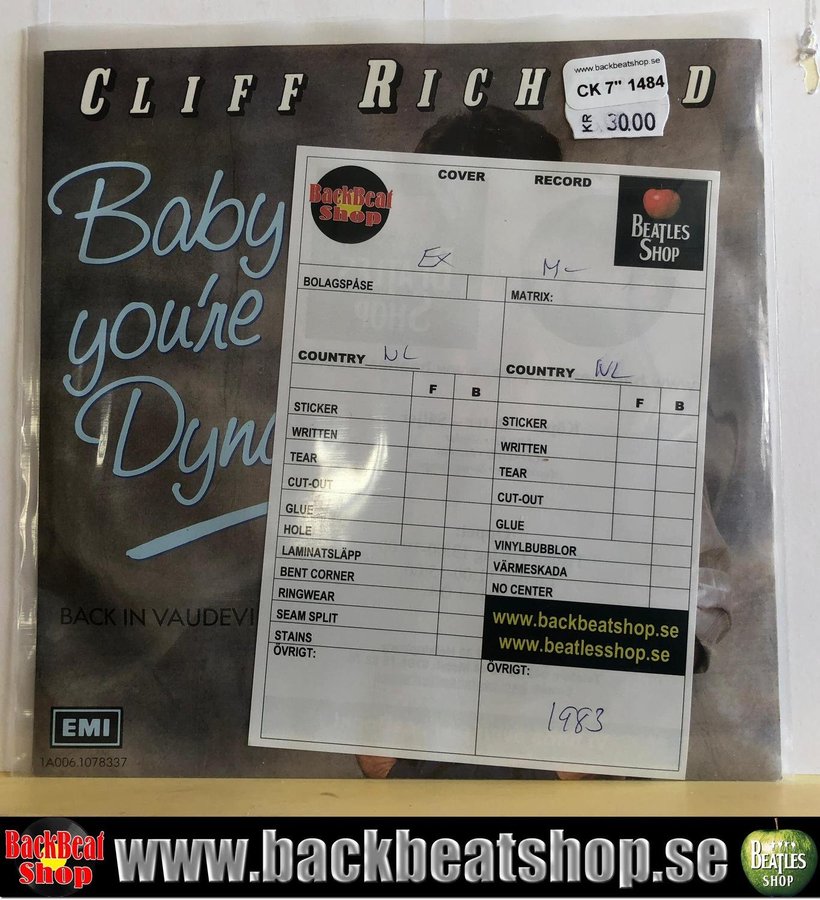 CLIFF RICH D
www.backbeatshop.se
CK 7" 1484
KR 30.00
Baby
you're
Dyna
BACK IN VAUDEVI
EMI
1A006.1078337
BackBeat
Shop
COVER
RECORD
BEATLES
SHOP
EX
M-
BOLAGSPÅSE
MATRIX:
COUNTRY NL
COUNTRY NL
F B
F B
STICKER
WRITTEN
TEAR
CUT-OUT
GLUE
HOLE
LAMINATSLÄPP
BENT CORNER
RINGWEAR
SEAM SPLIT
STAINS
ÖVRIGT:
STICKER
WRITTEN
TEAR
CUT-OUT
GLUE
VINYLBUBBLOR
VÄRMESKADA
NO CENTER
www.backbeatshop.se
www.beatlesshop.se
ÖVRIGT:
1983
BackBeat
Shop
www.backbeatshop.se
BEATLES
SHOP